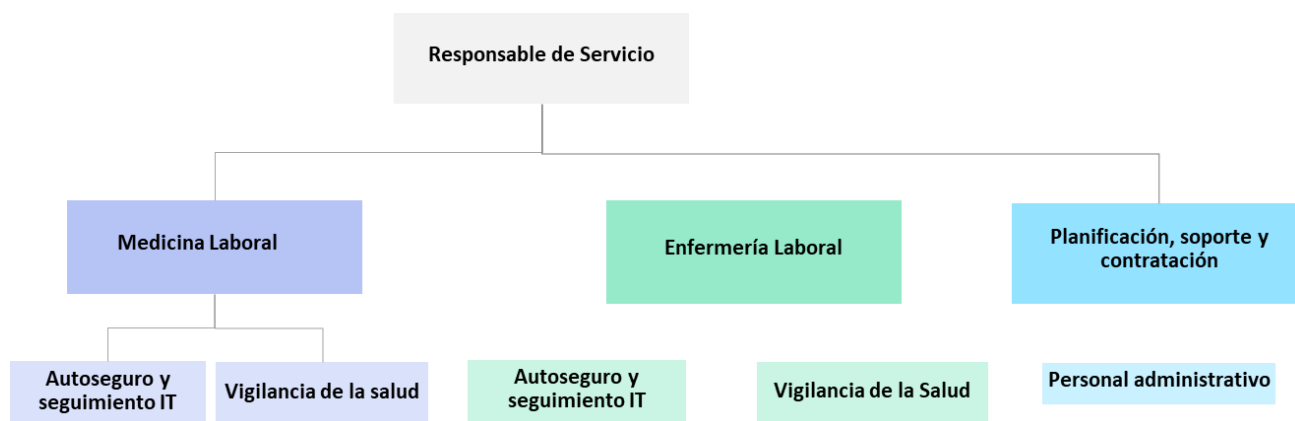 Responsable de Servicio
Medicina Laboral
Enfermería Laboral
Planificación, soporte y
contratación
Autoseguro y
seguimiento IT
Vigilancia de la salud
Autoseguro y
seguimiento IT
Vigilancia de la Salud
Personal administrativo